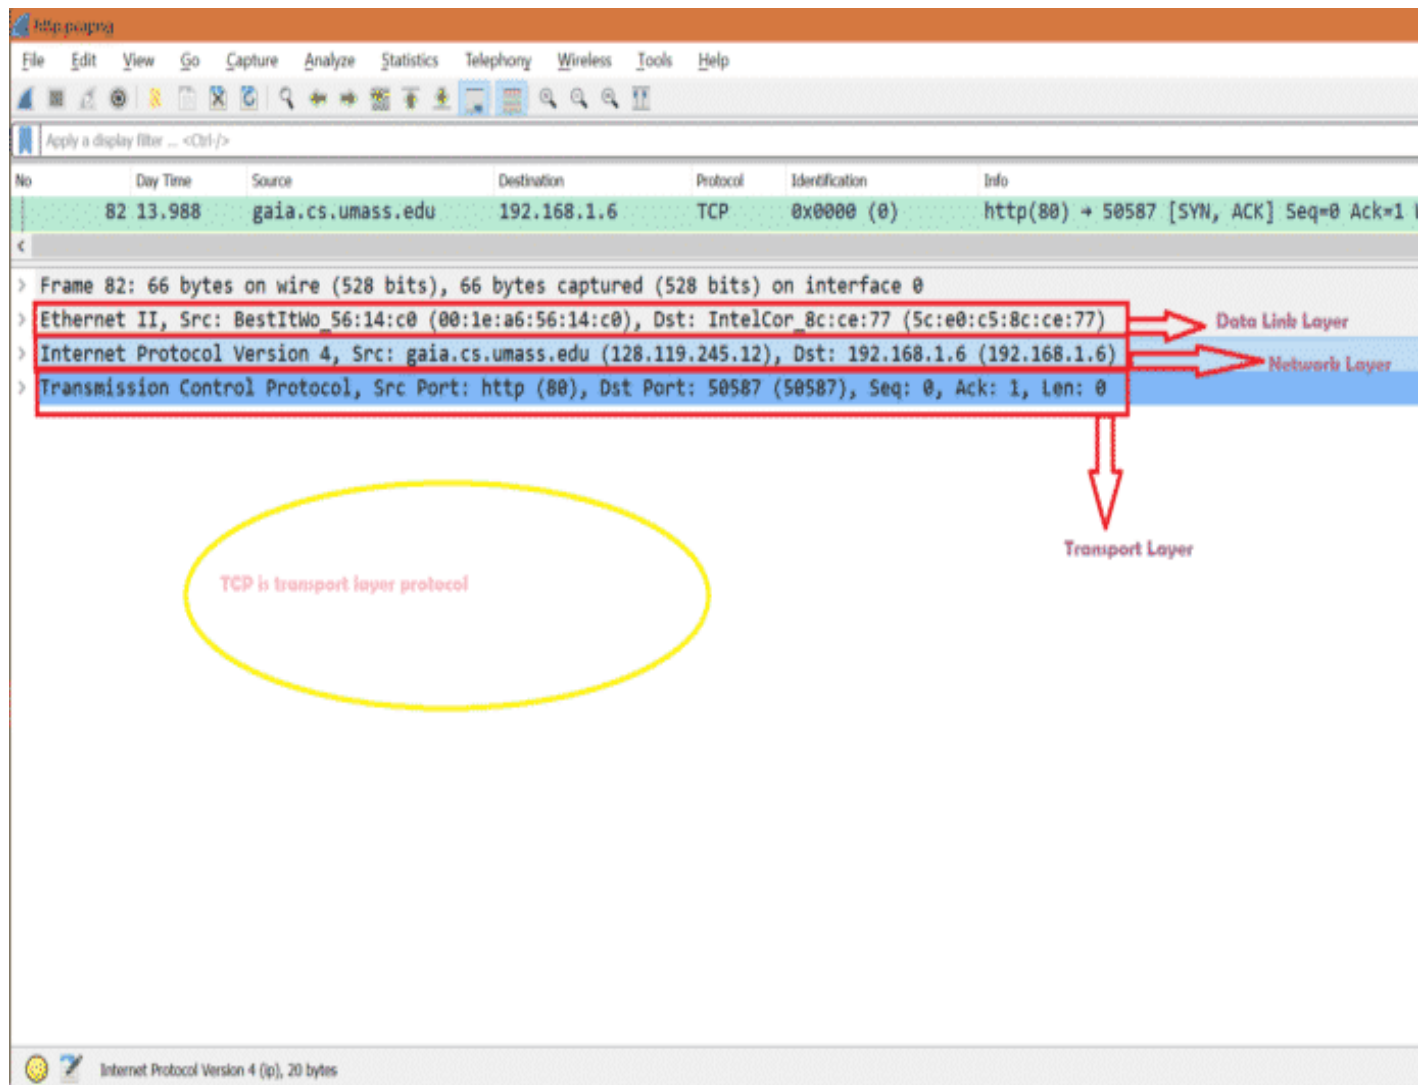 http.pcapng
File Edit View Go Capture Analyze Statistics Telephony Wireless Tools Help
Apply a display filter ... <Ctrl-/>
No Day Time Source Destination Protocol Identification Info
82 13.988 gaia.cs.umass.edu 192.168.1.6 TCP 0x0000 (0) http(80) → 50587 [SYN, ACK] Seq=0 Ack=1
Frame 82: 66 bytes on wire (528 bits), 66 bytes captured (528 bits) on interface 0
Ethernet II, Src: BestItWo_56:14:c0 (00:1e:a6:56:14:c0), Dst: IntelCor_8c:ce:77 (5c:e0:c5:8c:ce:77) Data Link Layer
Internet Protocol Version 4, Src: gaia.cs.umass.edu (128.119.245.12), Dst: 192.168.1.6 (192.168.1.6) Network Layer
Transmission Control Protocol, Src Port: http (80), Dst Port: 50587 (50587), Seq: 0, Ack: 1, Len: 0
Transport Layer
TCP is transport layer protocol
Internet Protocol Version 4 (ip), 20 bytes